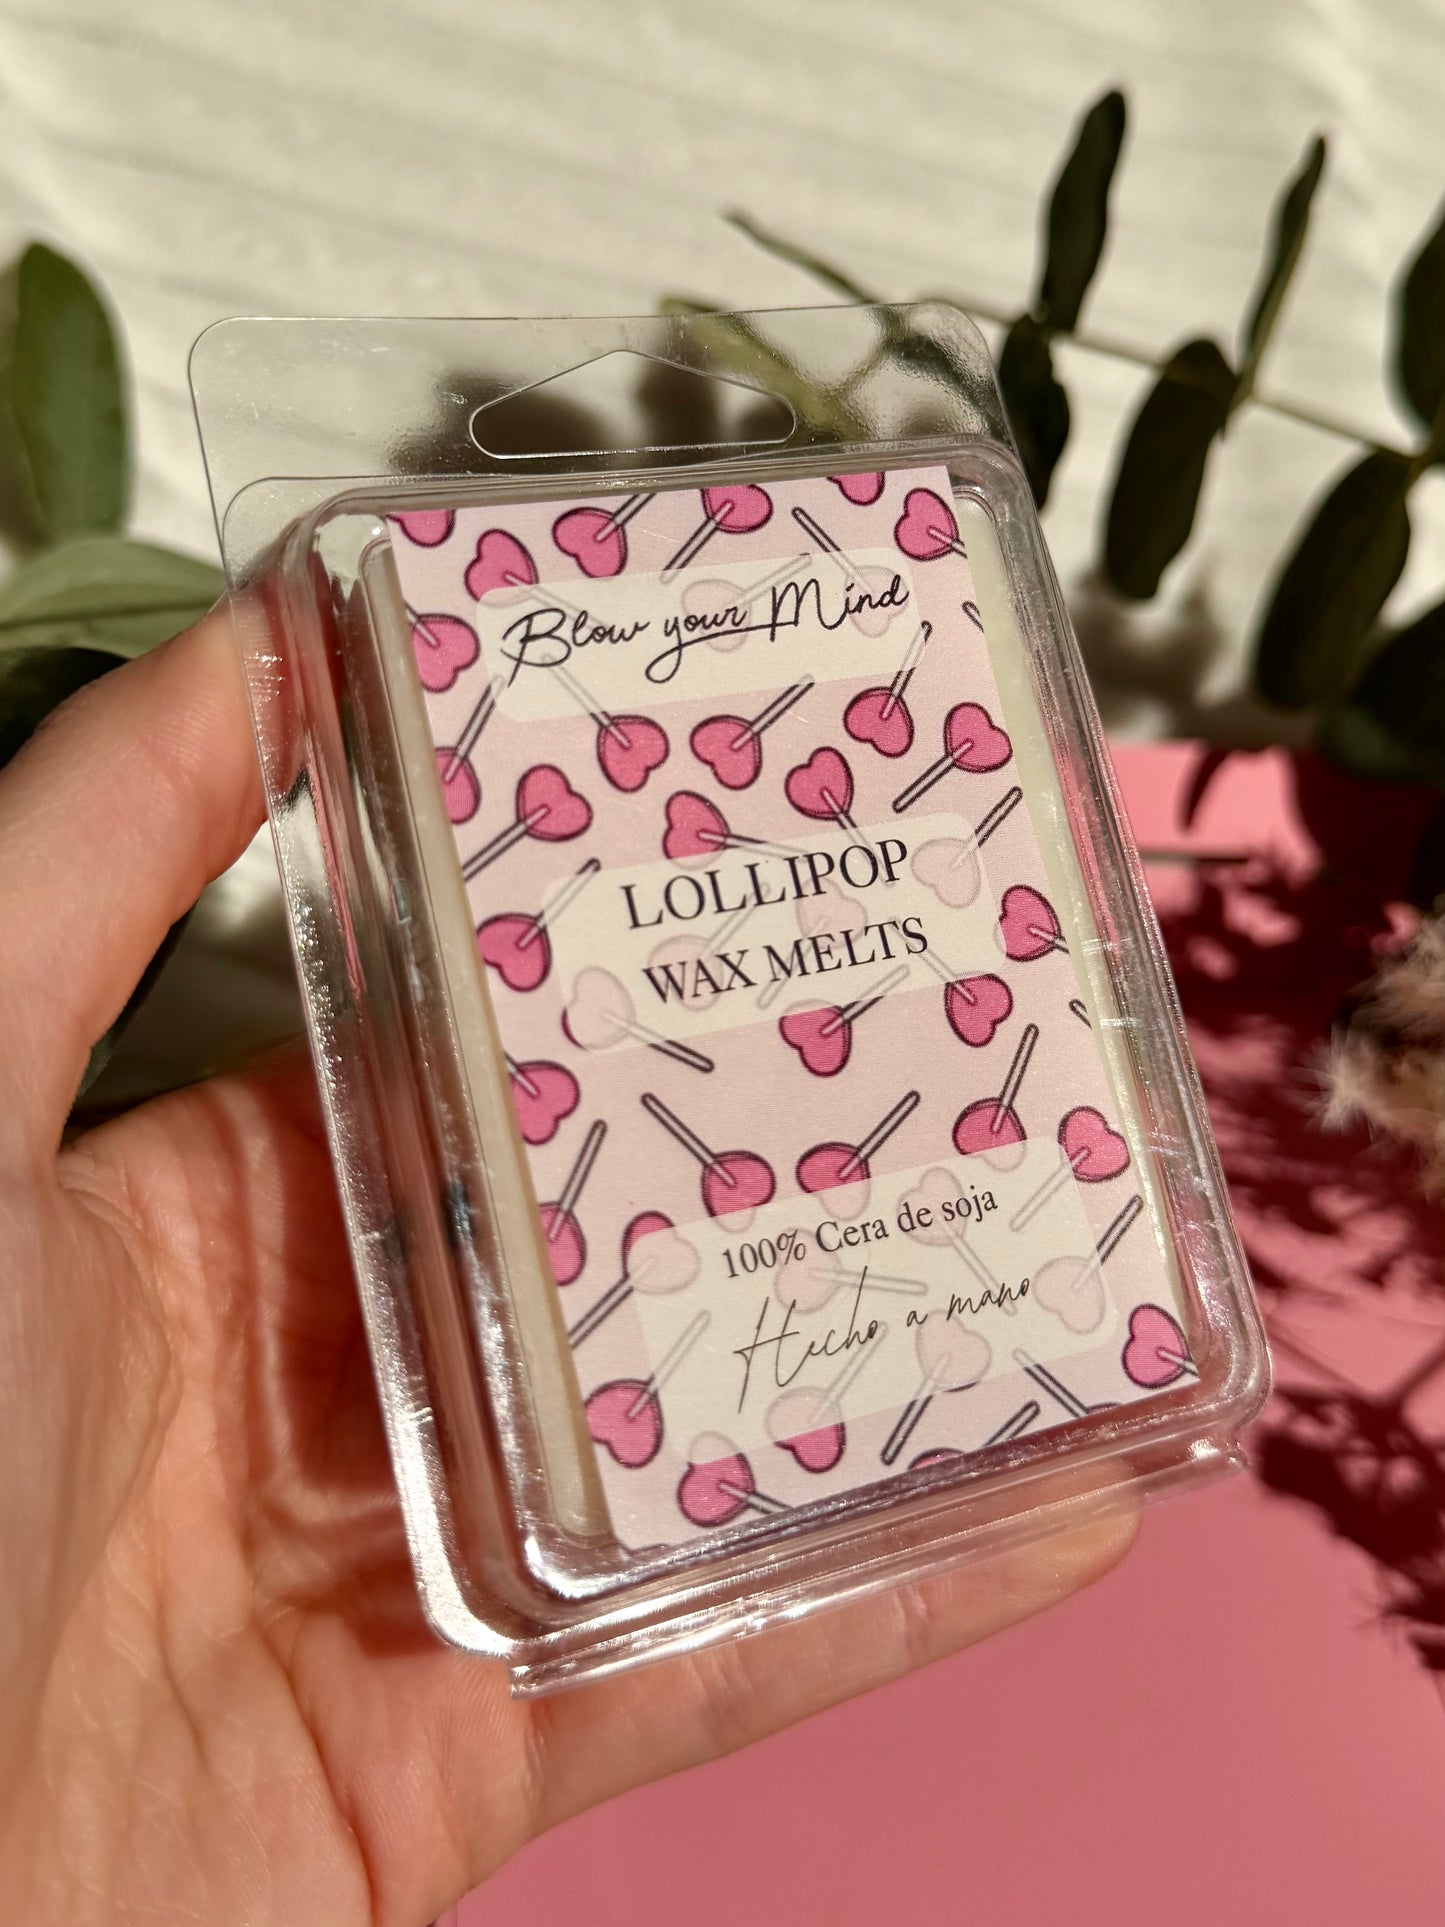 Blow your Mind
LOLLIPOP
WAX MELTS
100% Cera de soja
Hecho a mano